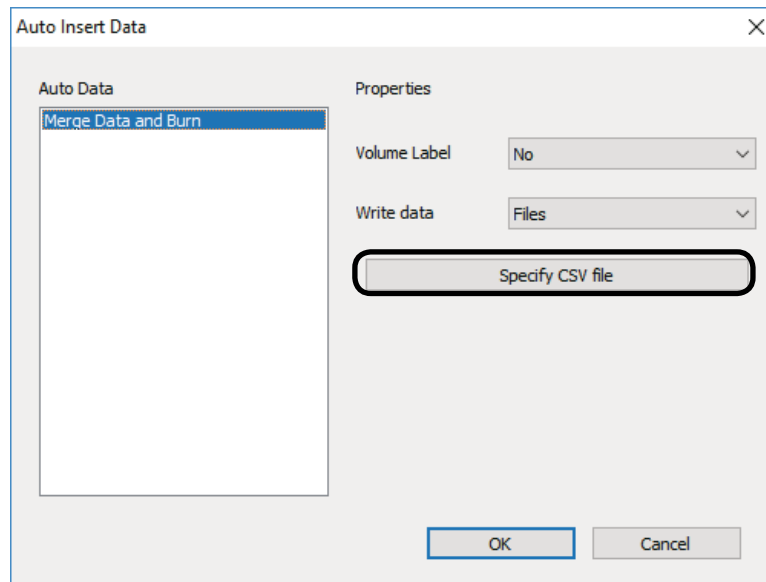 Auto Insert Data
Auto Data
Merge Data and Burn
Properties
Volume Label
No
Write data
Files
Specify CSV file
OK
Cancel